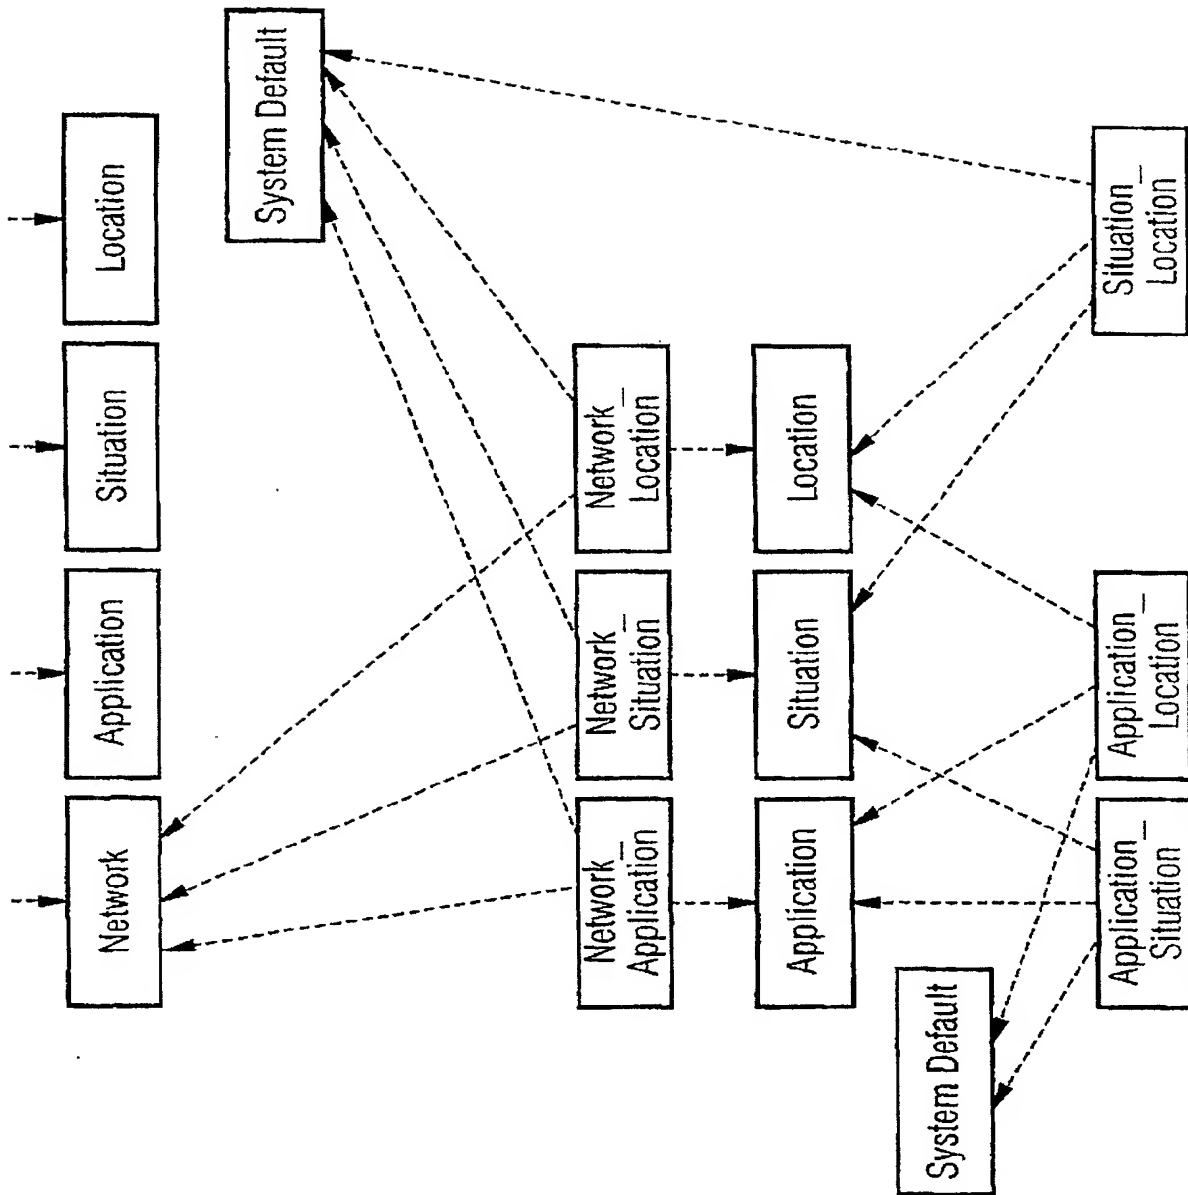 Network
Application
Situation
Location
System Default
Network_
Application
Network_
Situation
Network_
Location
Application
Situation
Location
System Default
Application_
Situation
Application_
Location
Situation_
Location